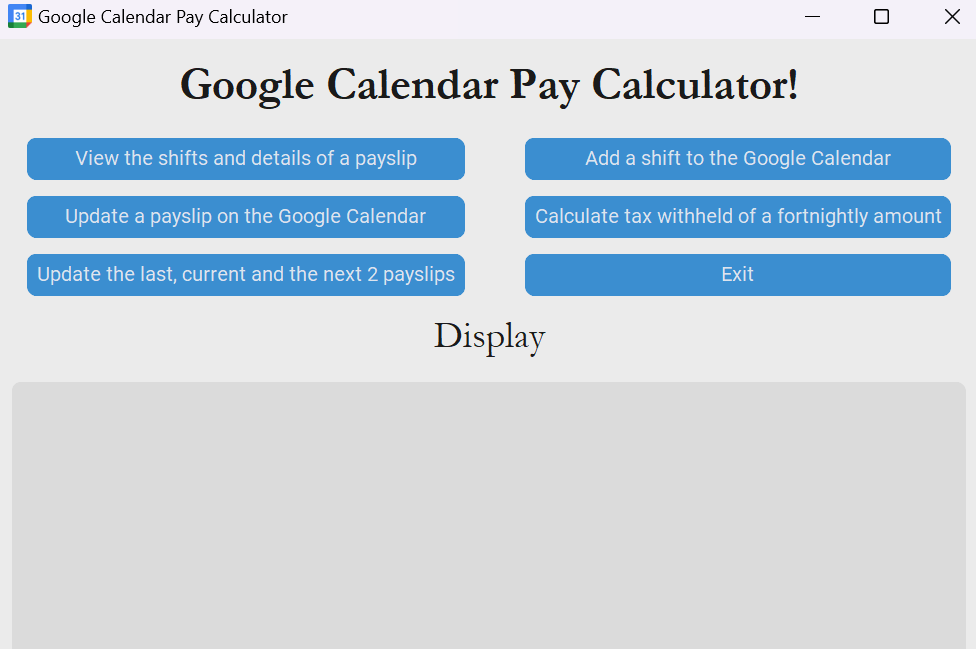 31 Google Calendar Pay Calculator
Google Calendar Pay Calculator!
View the shifts and details of a payslip
Add a shift to the Google Calendar
Update a payslip on the Google Calendar
Calculate tax withheld of a fortnightly amount
Update the last, current and the next 2 payslips
Exit
Display